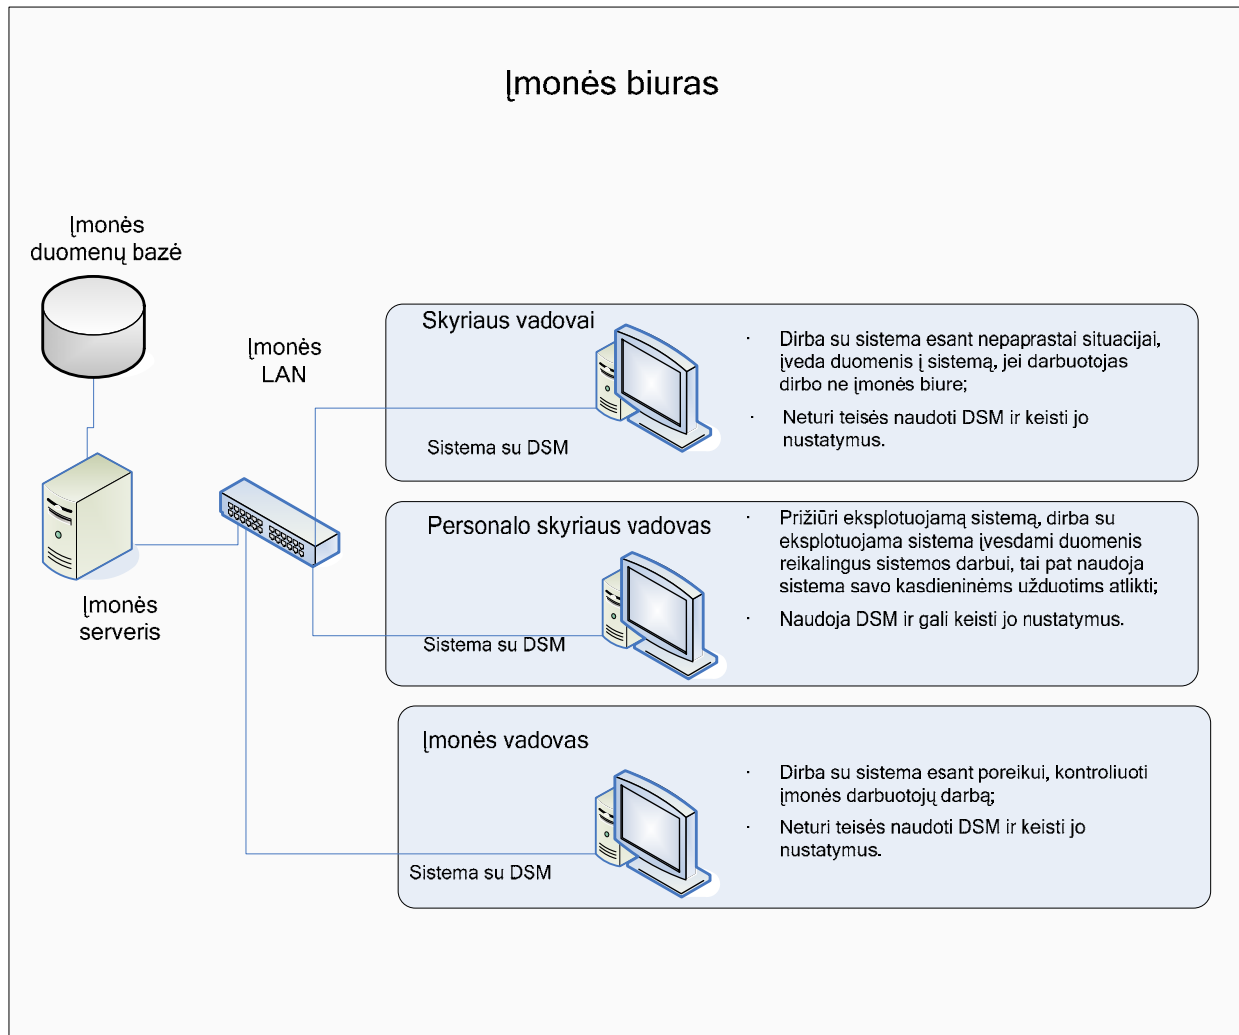 Įmonės biuras
Įmonės
duomenų bazė
Įmonės
LAN
Įmonės
serveris
Skyriaus vadovai
Sistema su DSM
· Dirba su sistema esant nepaprastai situacijai,
įveda duomenis į sistemą, jei darbuotojas
dirbo ne įmonės biure;
· Neturi teisės naudoti DSM ir keisti jo
nustatymus.
Personalo skyriaus vadovas
Sistema su DSM
· Prižiūri eksplotuojamą sistemą, dirba su
eksplotuojama sistema įvesdami duomenis
reikalingus sistemos darbui, tai pat naudoja
sistema savo kasdieninėms užduotims atlikti;
· Naudoja DSM ir gali keisti jo nustatymus.
Įmonės vadovas
Sistema su DSM
· Dirba su sistema esant poreikui, kontroliuoti
įmonės darbuotojų darbą;
· Neturi teisės naudoti DSM ir keisti jo
nustatymus.